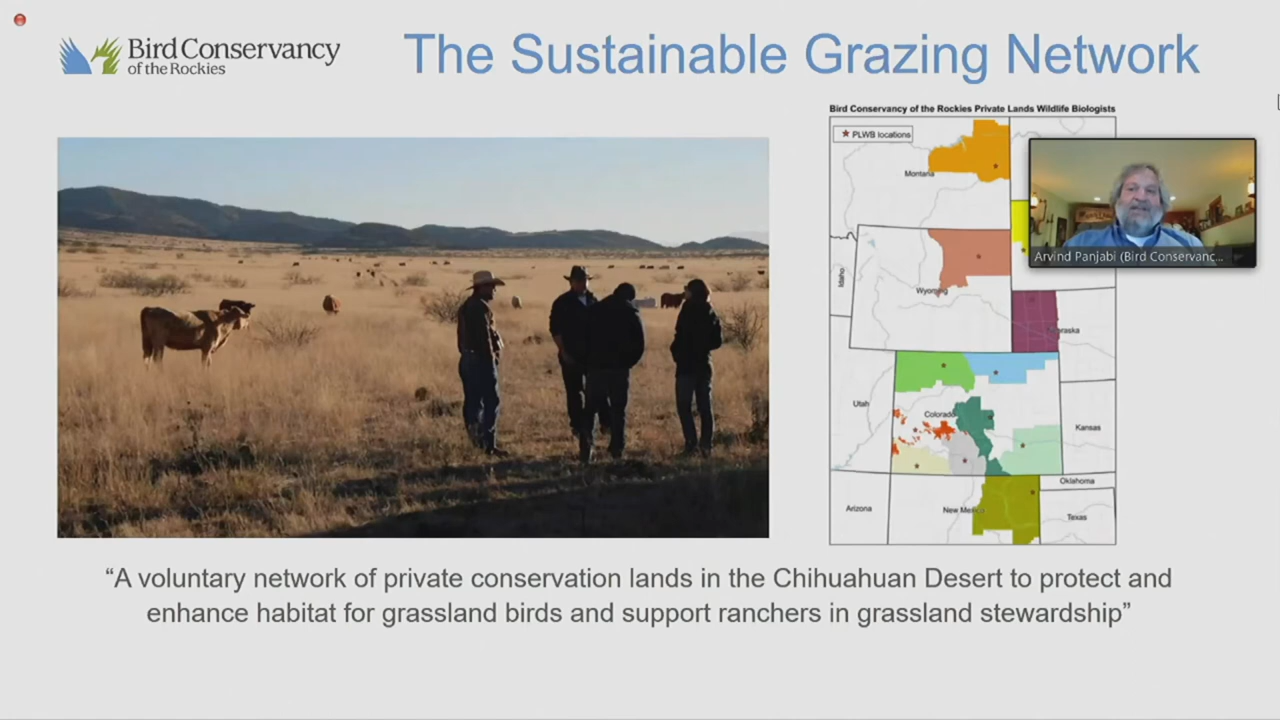 Bird Conservancy
of the Rockies
The Sustainable Grazing Network
Bird Conservancy of the Rockies Private Lands Wildlife Biologists
PLWB locations
Montana
Arvind Panjabi (Bird Conservanc...
Idaho
Wyoming
Utah
Colorado
Kansas
Oklahoma
Arizona
New Mexico
Texas
“A voluntary network of private conservation lands in the Chihuahuan Desert to protect and
enhance habitat for grassland birds and support ranchers in grassland stewardship”